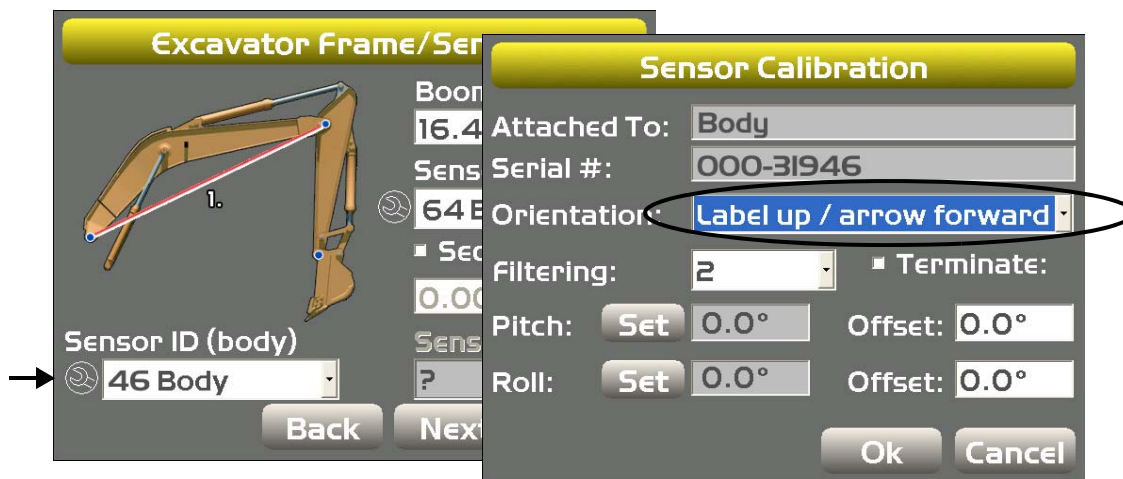 Excavator Frame/Ser
Boon
16.4
Sens
1.
64 B
Sec
0.00
Sensor ID (body)
Sens
46 Body
?
Back
Next
Sensor Calibration
Attached To: Body
Serial #: 000-31946
Orientation: Label up / arrow forward
Filtering: 2 Terminate:
Pitch: Set 0.0° Offset: 0.0°
Roll: Set 0.0° Offset: 0.0°
Ok Cancel